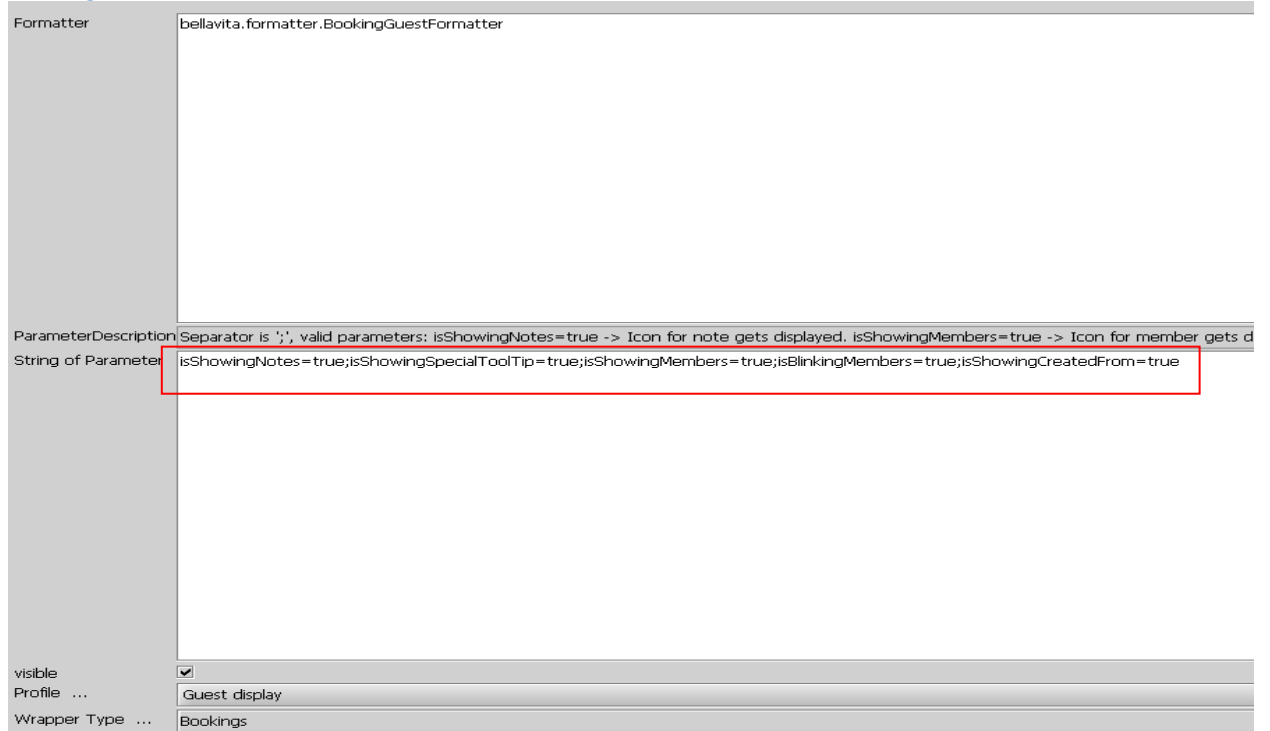 Formatter bellavita.formatter.BookingGuestFormatter
ParameterDescription Separator is ';', valid parameters: isShowingNotes=true -> Icon for note gets displayed. isShowingMembers=true -> Icon for member gets d
String of Parameter isShowingNotes=true;isShowingSpecialToolTip=true;isShowingMembers=true;isBlinkingMembers=true;isShowingCreatedFrom=true
visible
Profile ... Guest display
Wrapper Type ... Bookings